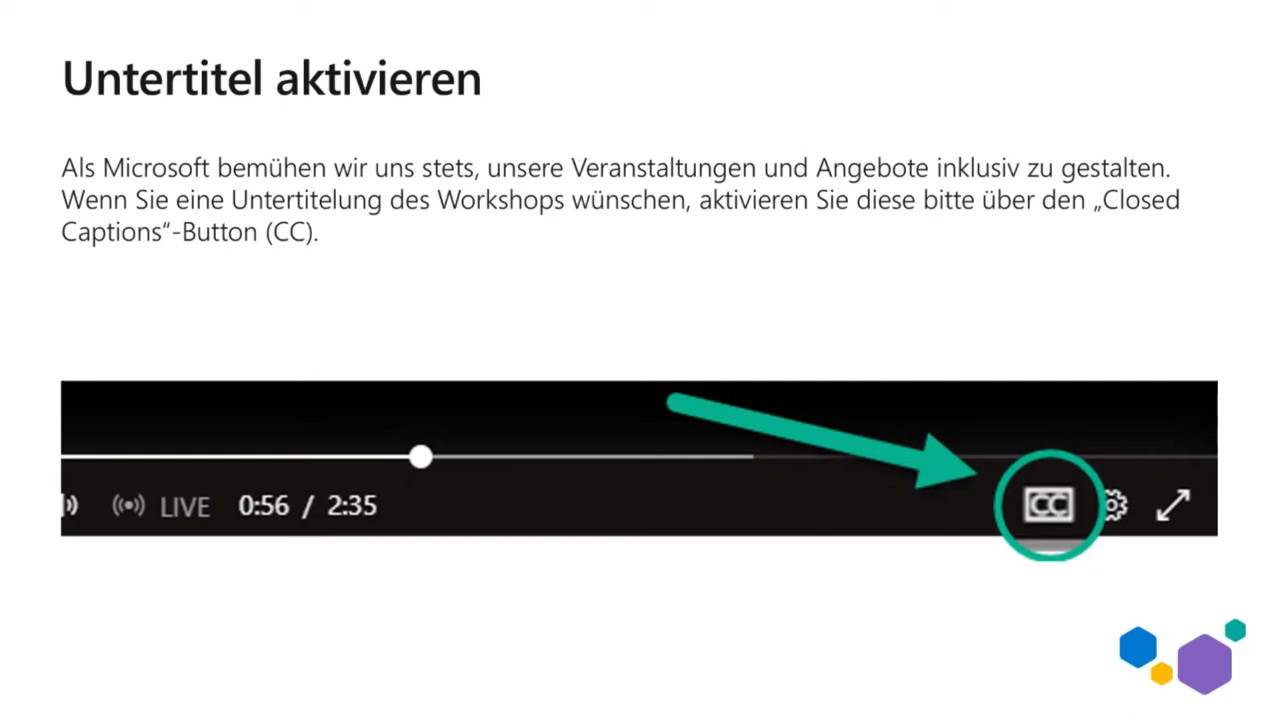 Untertitel aktivieren
Als Microsoft bemühen wir uns stets, unsere Veranstaltungen und Angebote inklusiv zu gestalten.
Wenn Sie eine Untertitelung des Workshops wünschen, aktivieren Sie diese bitte über den „Closed
Captions“-Button (CC).
LIVE 0:56 / 2:35 CC